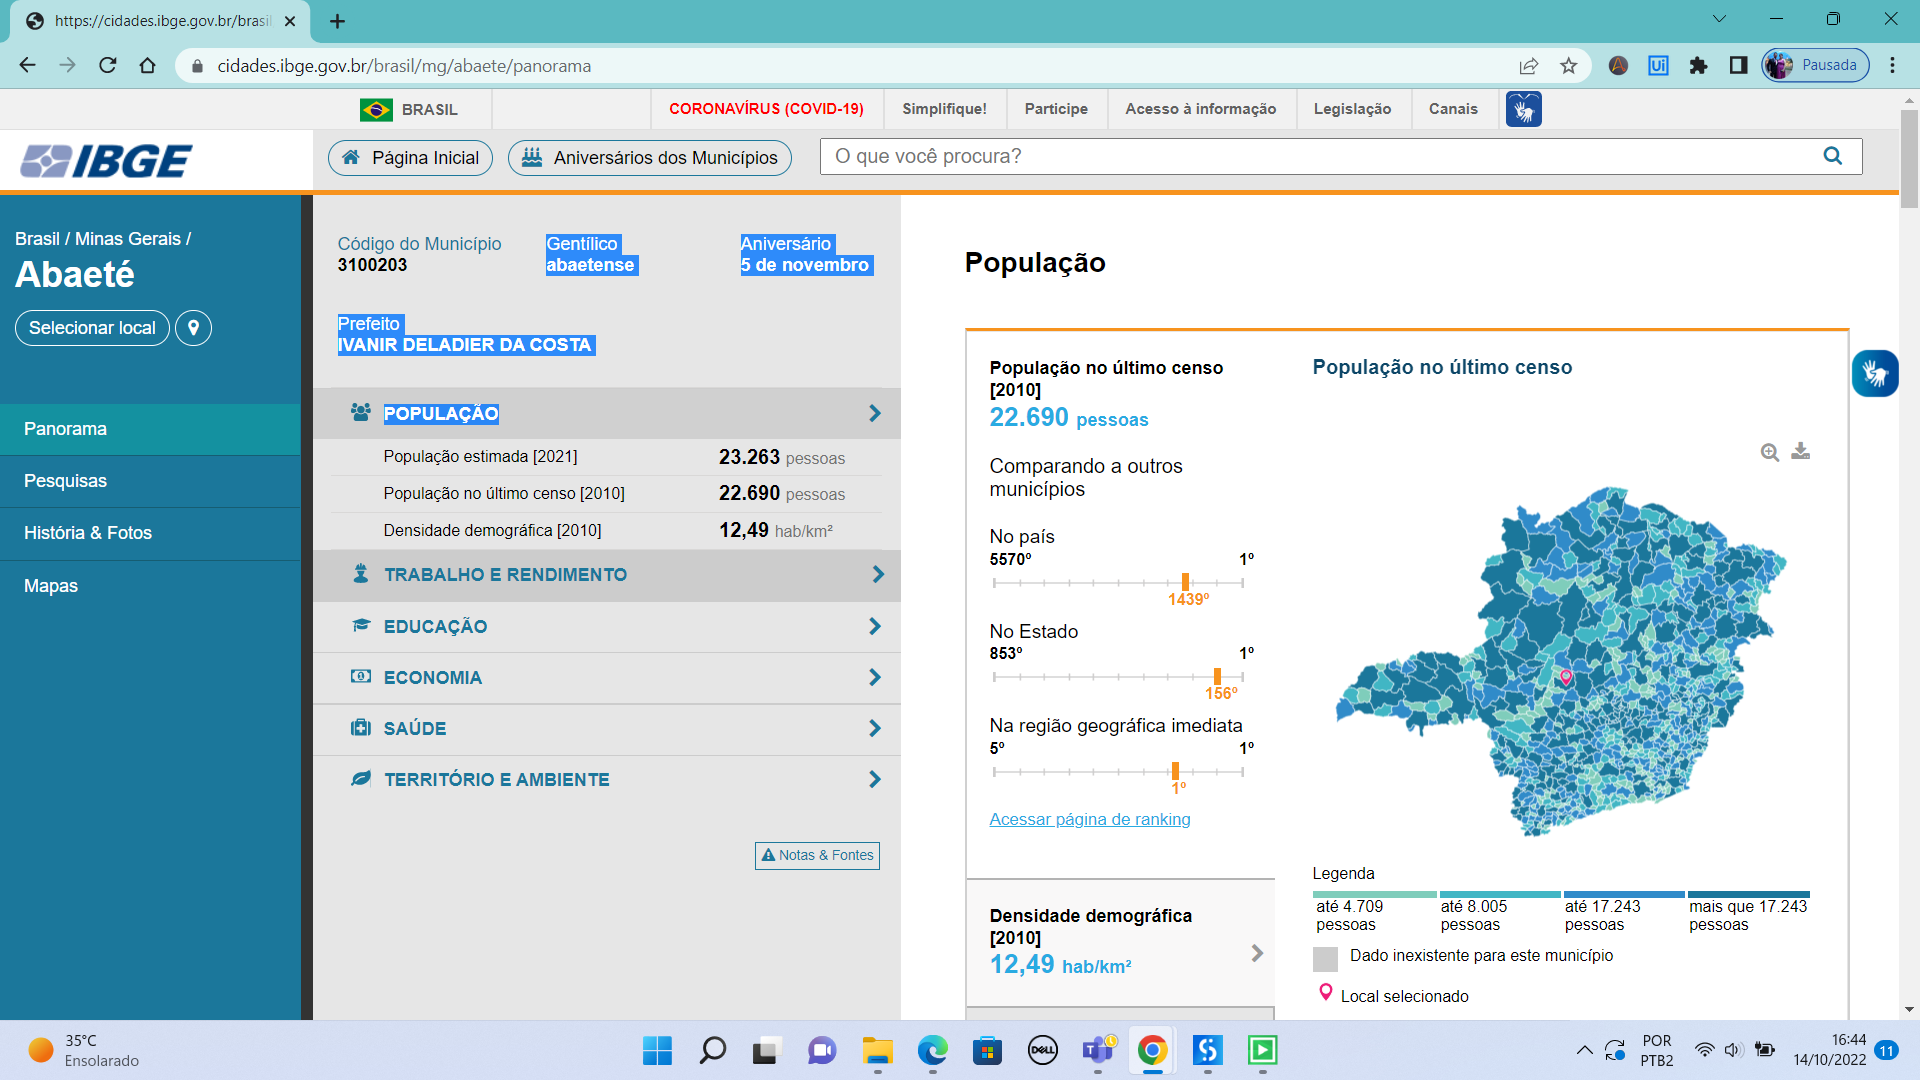 https://cidades.ibge.gov.br/brasil
cidades.ibge.gov.br/brasil/mg/abaete/panorama
Pausada
BRASIL
CORONAVÍRUS (COVID-19)
Simplifique!
Participe
Acesso à informação
Legislação
Canais
IBGE
Página Inicial
Aniversários dos Municípios
O que você procura?
Brasil / Minas Gerais /
Abaeté
Selecionar local
Panorama
Pesquisas
História & Fotos
Mapas
Código do Município
3100203
Gentílico
abaetense
Aniversário
5 de novembro
Prefeito
IVANIR DELADIER DA COSTA
POPULAÇÃO
População estimada [2021] 23.263 pessoas
População no último censo [2010] 22.690 pessoas
Densidade demográfica [2010] 12,49 hab/km²
TRABALHO E RENDIMENTO
EDUCAÇÃO
ECONOMIA
SAÚDE
TERRITÓRIO E AMBIENTE
Notas & Fontes
População
População no último censo
[2010]
22.690 pessoas
Comparando a outros
municípios
No país
5570º 1º
1439º
No Estado
853º 1º
156º
Na região geográfica imediata
5º 1º
1º
Acessar página de ranking
Densidade demográfica
[2010]
12,49 hab/km²
População no último censo
Legenda
até 4.709
pessoas
até 8.005
pessoas
até 17.243
pessoas
mais que 17.243
pessoas
Dado inexistente para este município
Local selecionado
35°C
Ensolarado
DELL
POR
PTB2
16:44
14/10/2022
11